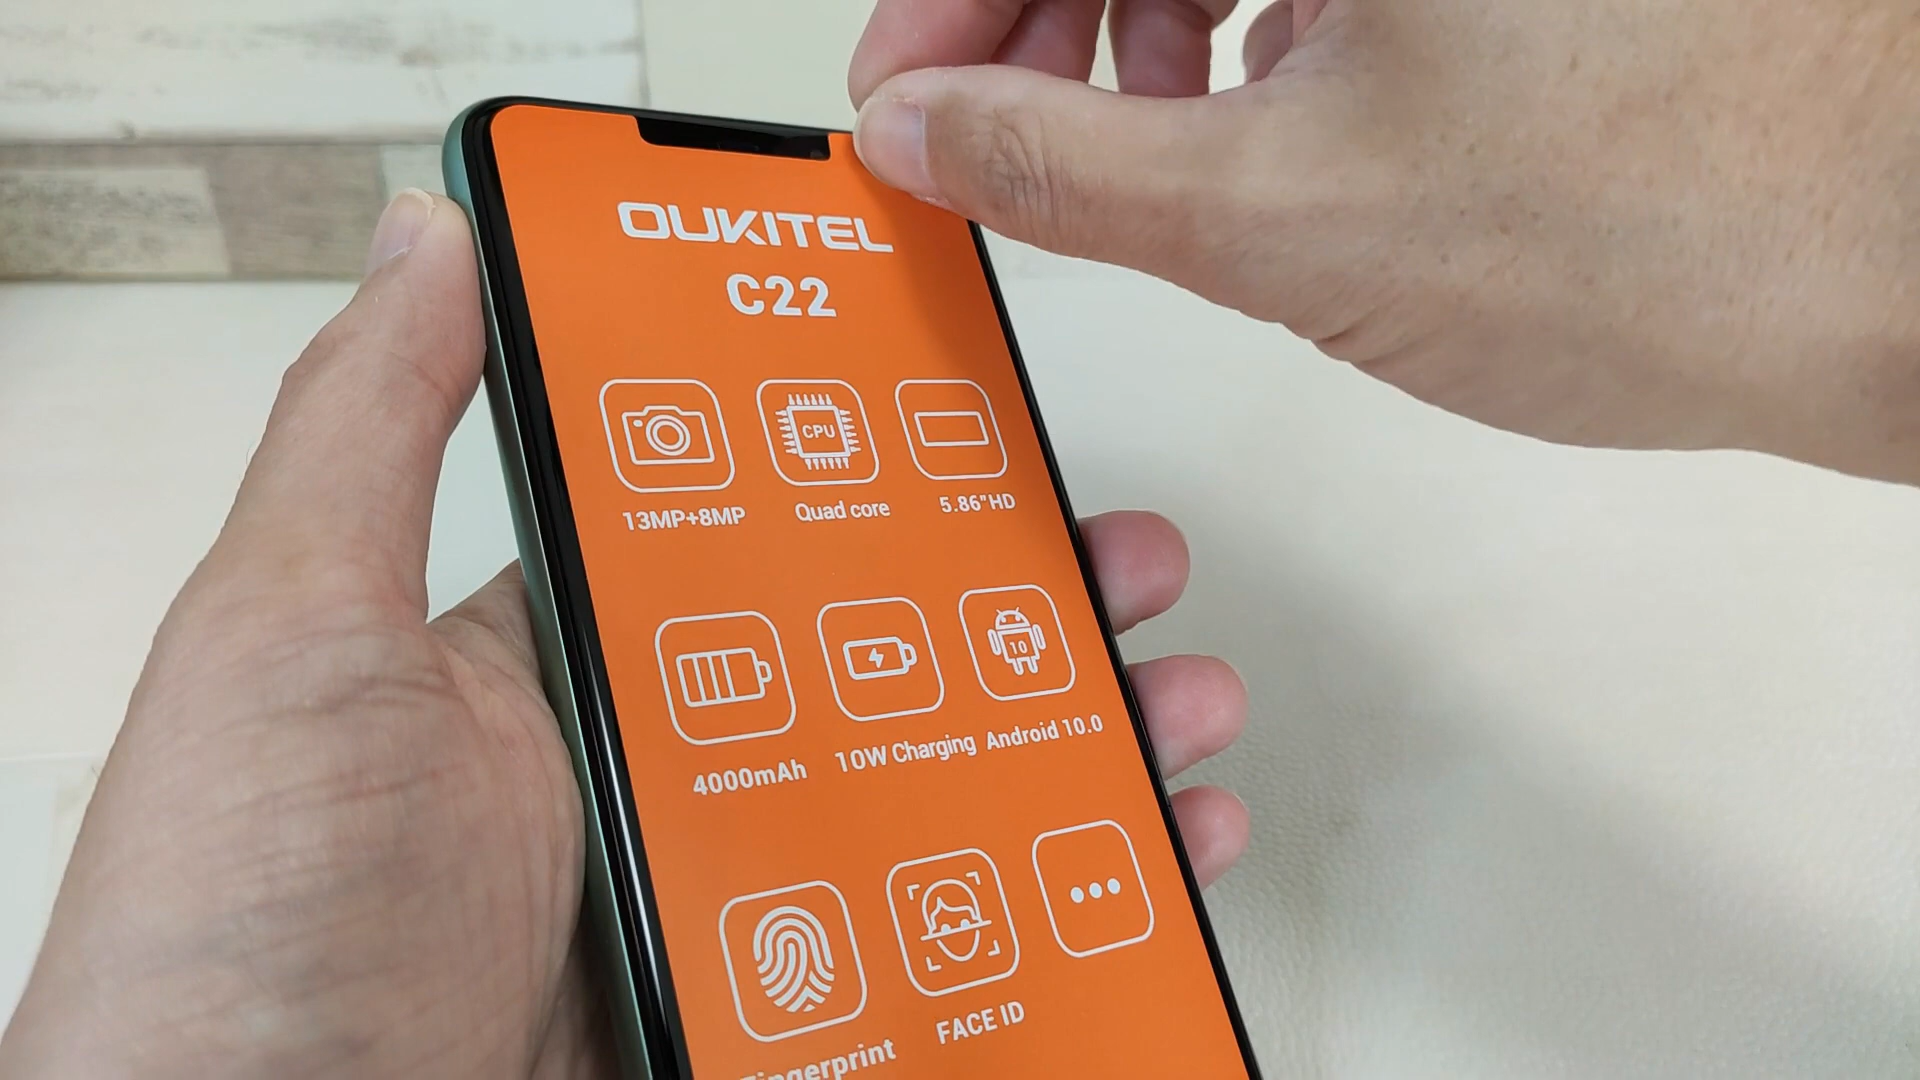 OUKITEL
C22
CPU
13MP+8MP
Quad core
5.86"HD
10
4000mAh
10W Charging
Android 10.0
FACE ID
Fingerprint